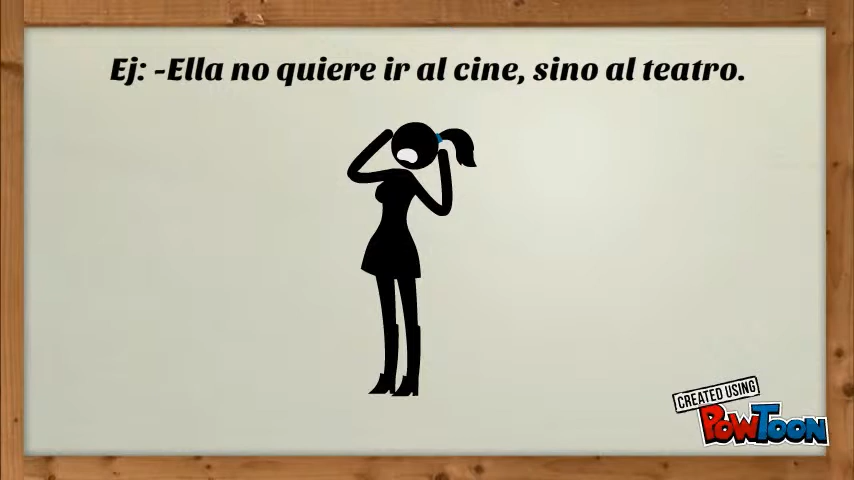 Ej: -Ella no quiere ir al cine, sino al teatro.
CREATED USING
POWTOON